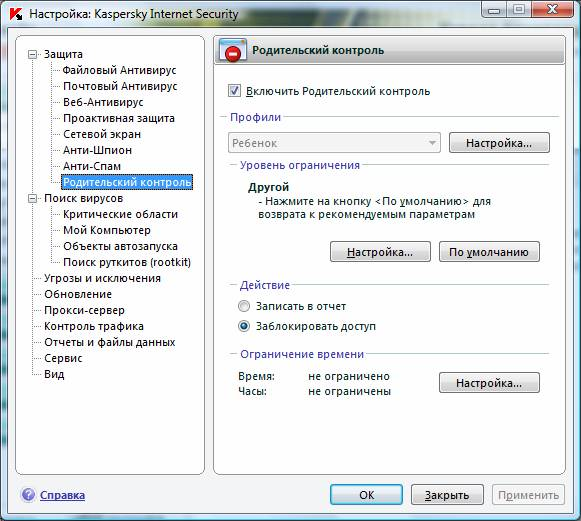 Настройка: Kaspersky Internet Security
Защита
Файловый Антивирус
Почтовый Антивирус
Веб-Антивирус
Проактивная защита
Сетевой экран
Анти-Шпион
Анти-Спам
Родительский контроль
Поиск вирусов
Критические области
Мой Компьютер
Объекты автозапуска
Поиск руткитов (rootkit)
Угрозы и исключения
Обновление
Прокси-сервер
Контроль трафика
Отчеты и файлы данных
Сервис
Вид
Родительский контроль
Включить Родительский контроль
Профили
Ребенок
Настройка...
Уровень ограничения
Другой
- Нажмите на кнопку <По умолчанию> для
возврата к рекомендуемым параметрам
Настройка... По умолчанию
Действие
Записать в отчет
Заблокировать доступ
Ограничение времени
Время: не ограничено
Часы: не ограничены
Настройка...
Справка
ОК Закрыть Применить